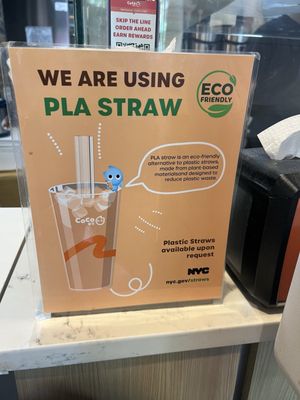 CoCo
SKIP THE LINE
ORDER AHEAD
EARN REWARDS
WE ARE USING
PLA STRAW
ECO
FRIENDLY
PLA straw is an eco-friendly
alternative to plastic straws,
made from plant-based
materialsand designed to
reduce plastic waste.
CoCo
Plastic Straws
available upon
request
NYC
nyc.gov/straws